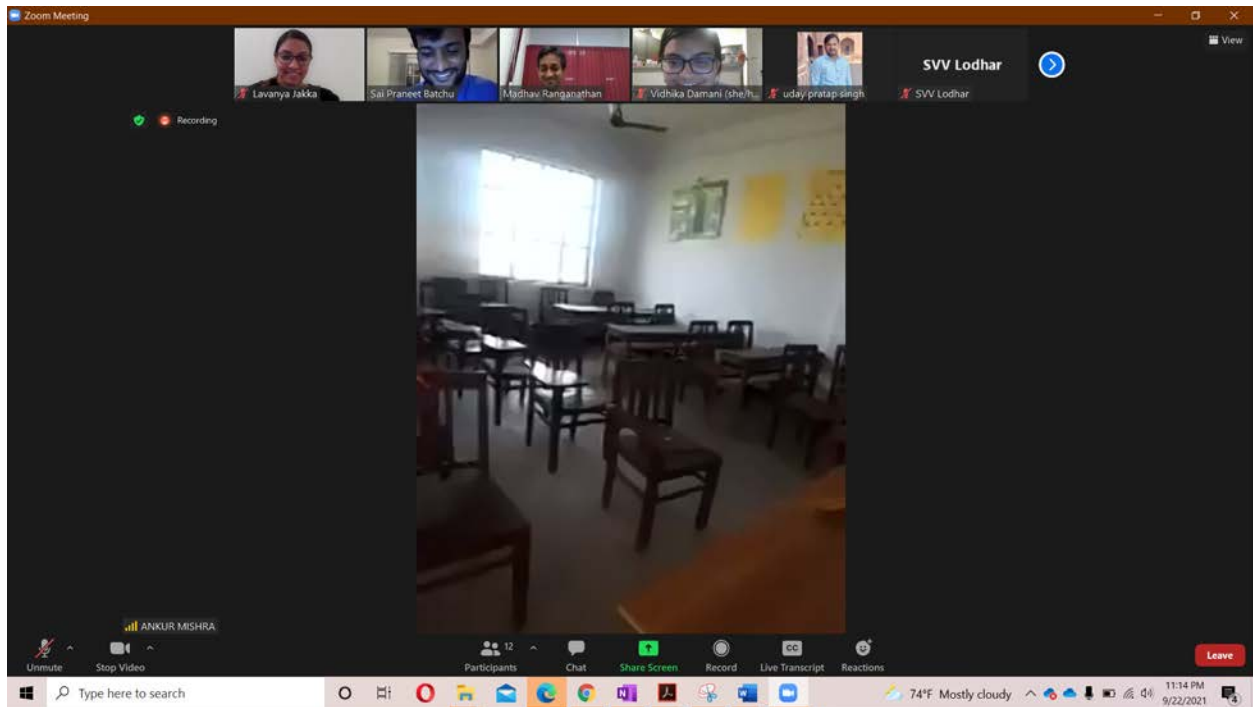 Zoom Meeting
View
SVV Lodhar
Lavanya Jakka
Sai Praneet Batchu
Madhav Ranganathan
Vidhika Damani (she/h...
uday pratap singh
SVV Lodhar
Recording
ANKUR MISHRA
Unmute
Stop Video
12
Participants
Chat
Share Screen
Record
CC
Live Transcript
Reactions
Leave
Type here to search
74°F Mostly cloudy
11:14 PM
9/22/2021
4